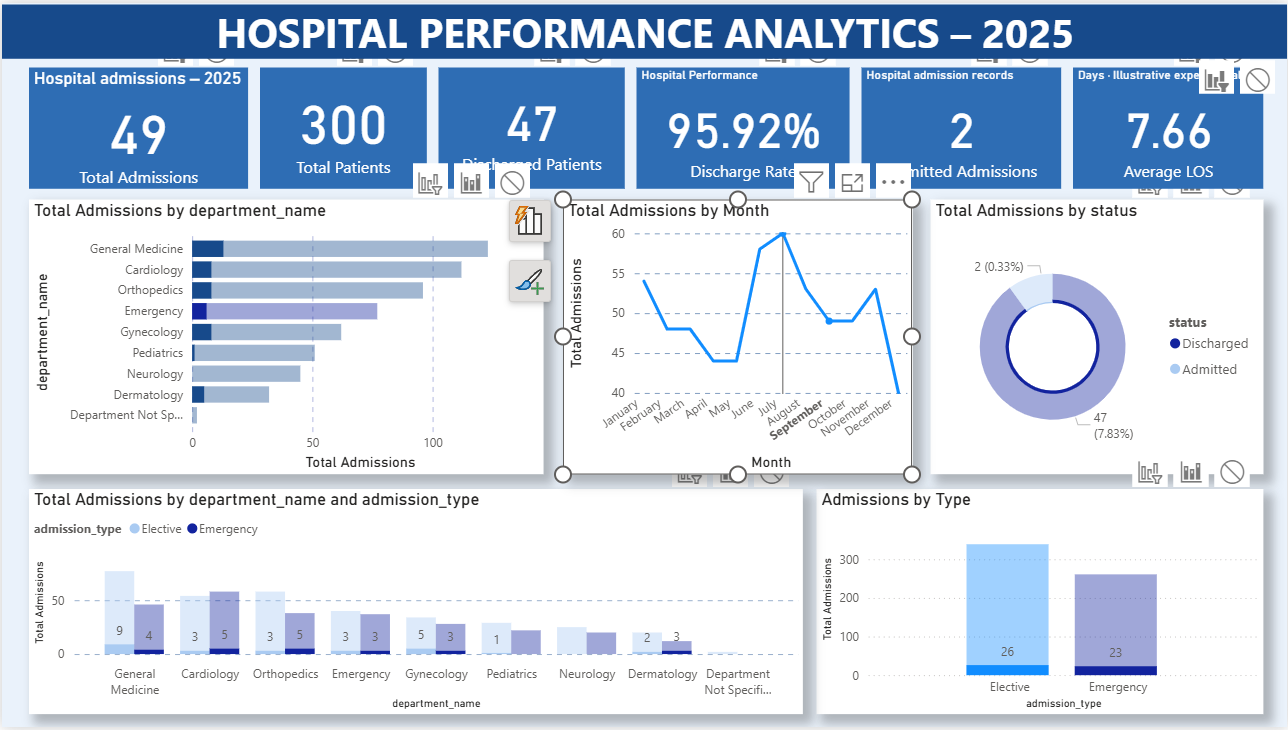 HOSPITAL PERFORMANCE ANALYTICS – 2025
Hospital admissions – 2025
49
Total Admissions
300
Total Patients
47
Discharged Patients
Hospital Performance
95.92%
Discharge Rate
Hospital admission records
2
mitted Admissions
Days · Illustrative expe
7.66
Average LOS
Total Admissions by department_name
department_name
General Medicine
Cardiology
Orthopedics
Emergency
Gynecology
Pediatrics
Neurology
Dermatology
Department Not Sp...
0
50
100
Total Admissions
Total Admissions by Month
Total Admissions
60
55
50
45
40
January
February
March
April
May
June
July
August
September
October
November
December
Month
Total Admissions by status
2 (0.33%)
47
(7.83%)
status
Discharged
Admitted
Total Admissions by department_name and admission_type
admission_type
Elective
Emergency
Total Admissions
50
0
9
4
3
5
3
5
3
3
5
3
1
2
3
General
Medicine
Cardiology
Orthopedics
Emergency
Gynecology
Pediatrics
Neurology
Dermatology
Department
Not Specifi...
department_name
Admissions by Type
Total Admissions
300
200
100
0
26
23
Elective
Emergency
admission_type